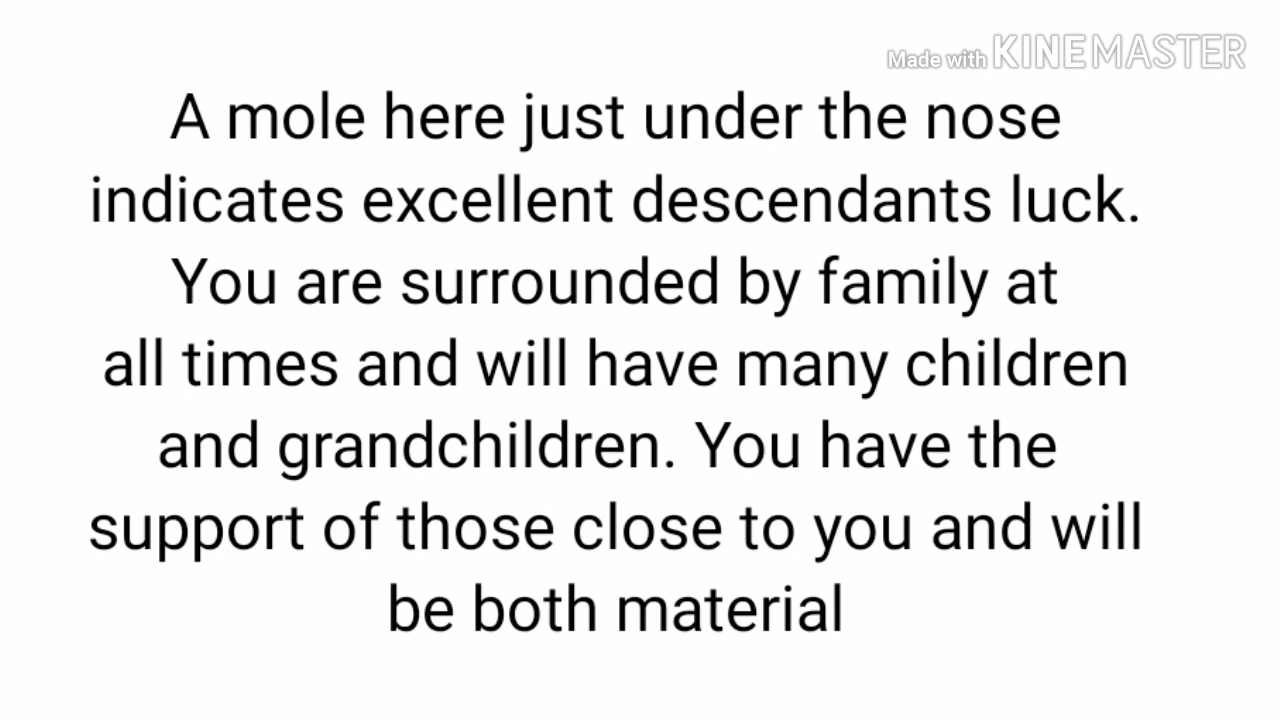 Made with KINEMASTER
A mole here just under the nose
indicates excellent descendants luck.
You are surrounded by family at
all times and will have many children
and grandchildren. You have the
support of those close to you and will
be both material